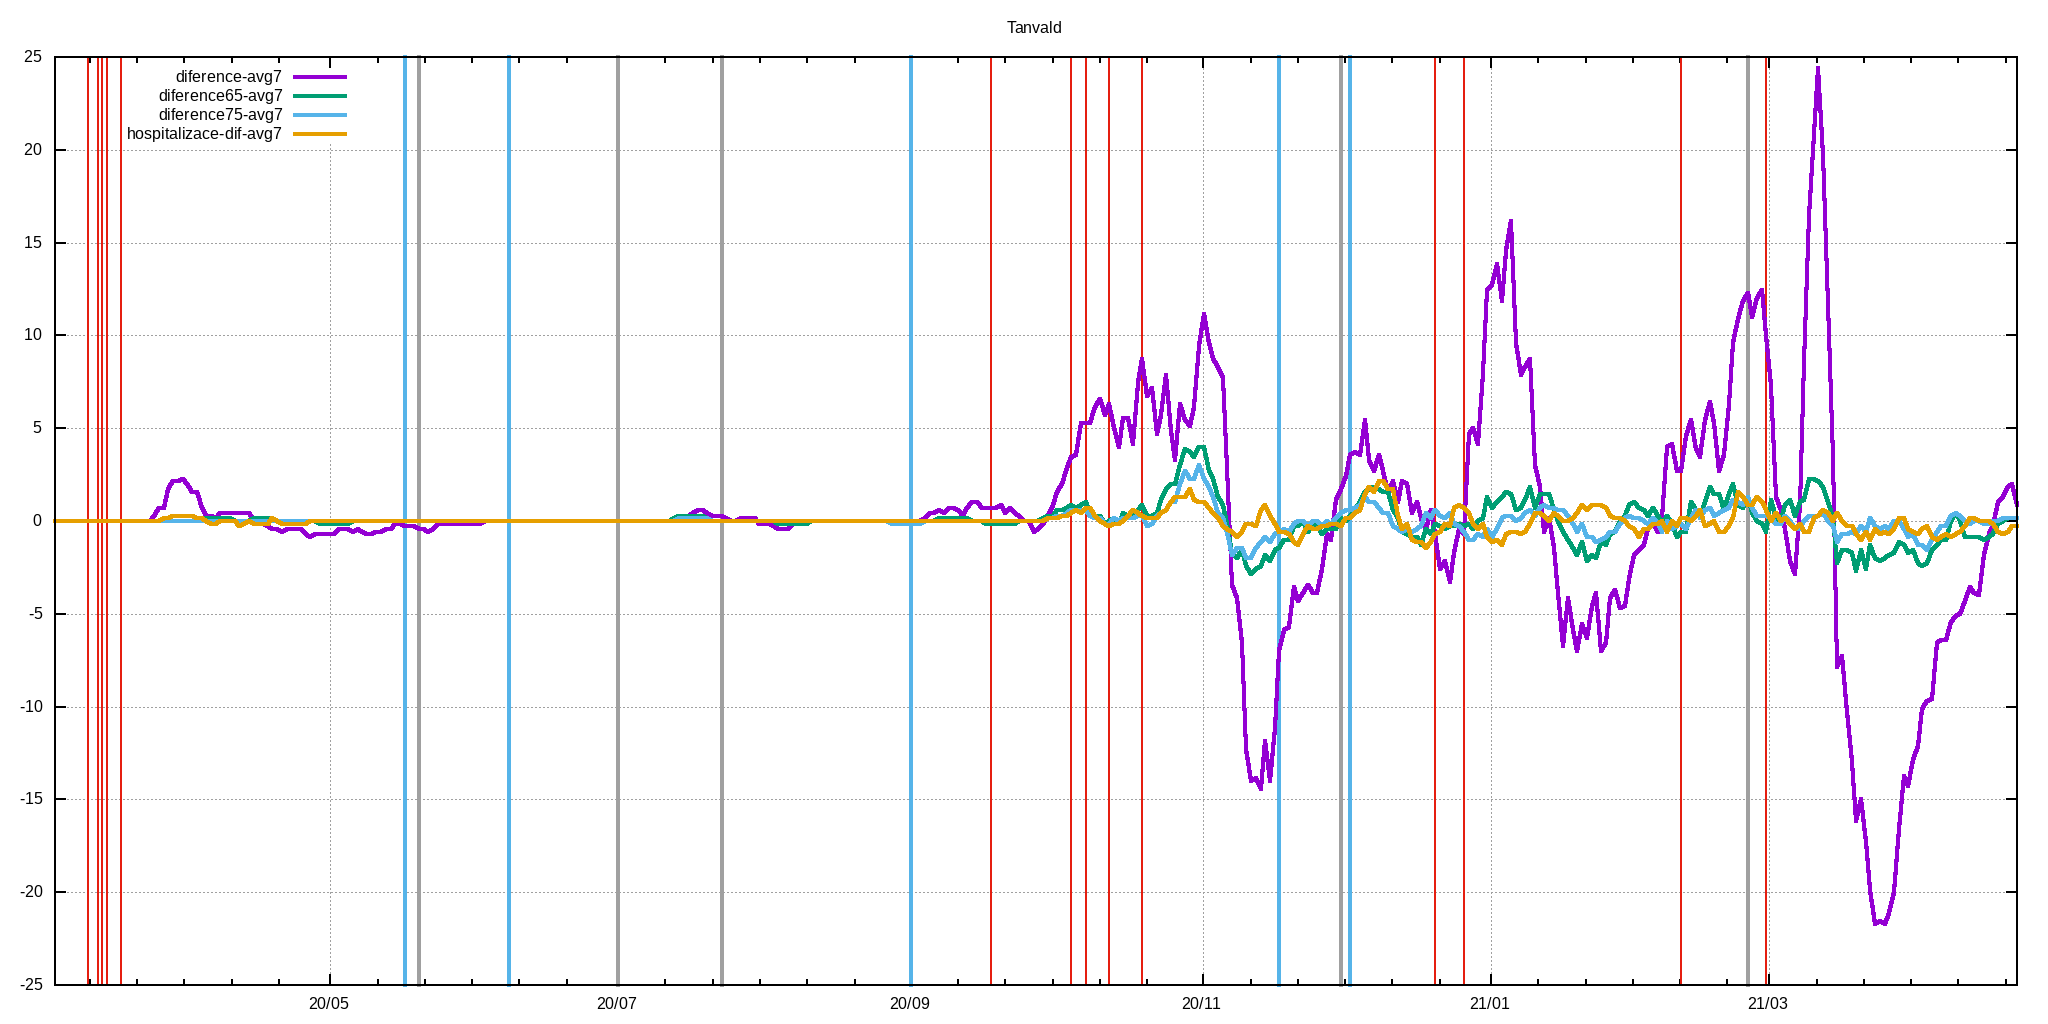 Tanvald
diference-avg7
diference65-avg7
diference75-avg7
hospitalizace-dif-avg7
25
20
15
10
5
0
-5
-10
-15
-20
-25
20/05 20/07 20/09 20/11 21/01 21/03